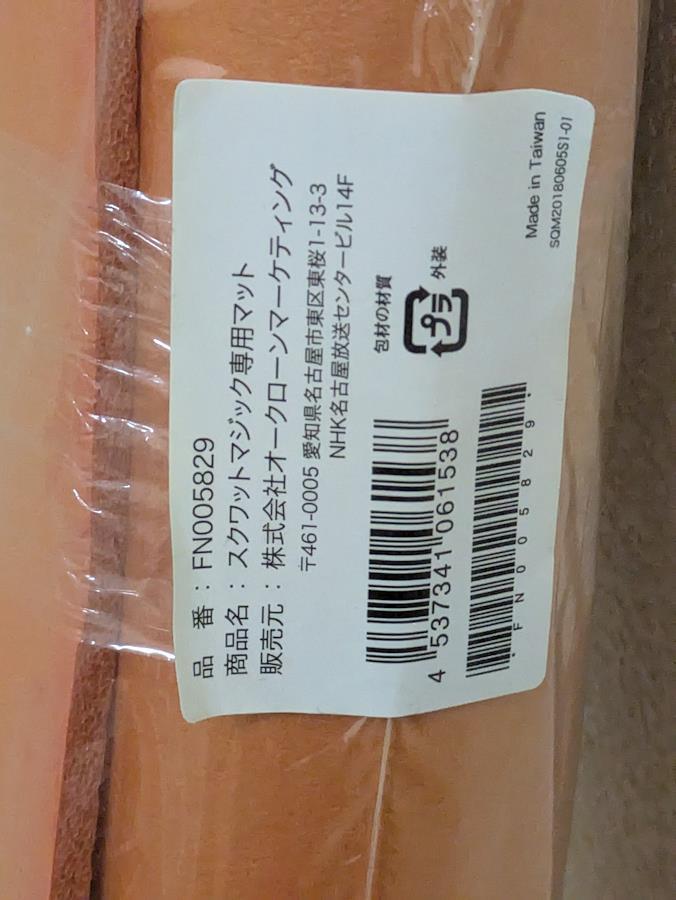 品　番：FN005829
商品名：スクワットマジック専用マット
販売元：株式会社オークローンマーケティング
〒461-0005 愛知県名古屋市東区東桜1-13-3
NHK名古屋放送センタービル14F
包材の材質
プラ 外装
4 537341 061538
*FN005829*
Made in Taiwan
SQM20180605S1-01